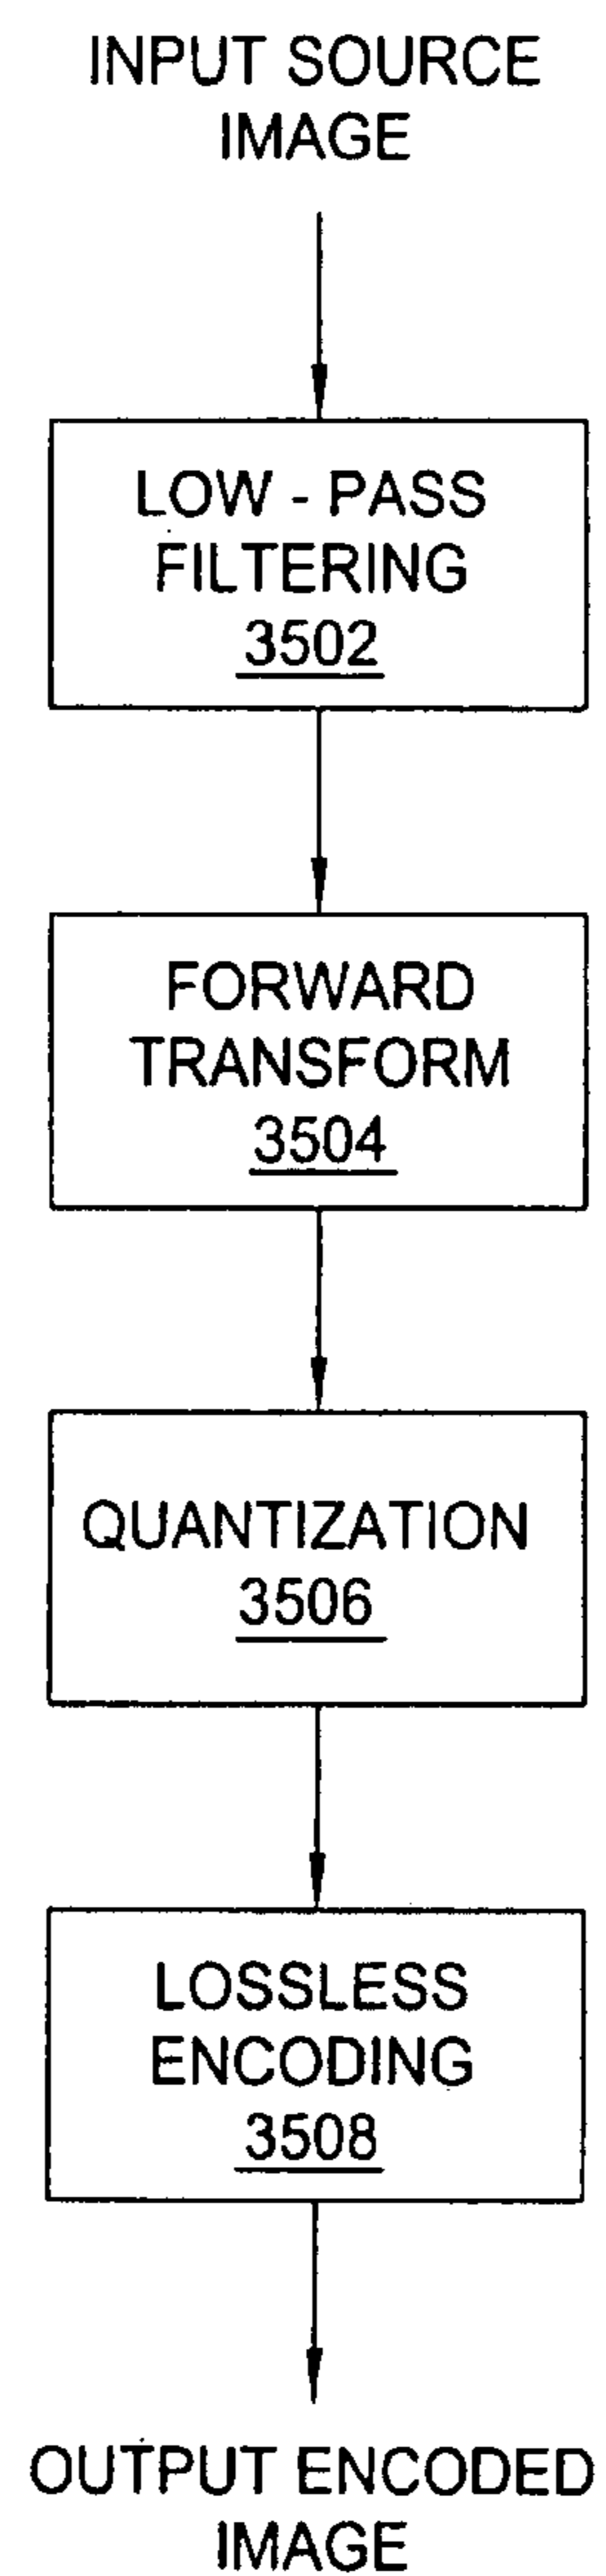 INPUT SOURCE
IMAGE
LOW - PASS
FILTERING
3502
FORWARD
TRANSFORM
3504
QUANTIZATION
3506
LOSSLESS
ENCODING
3508
OUTPUT ENCODED
IMAGE